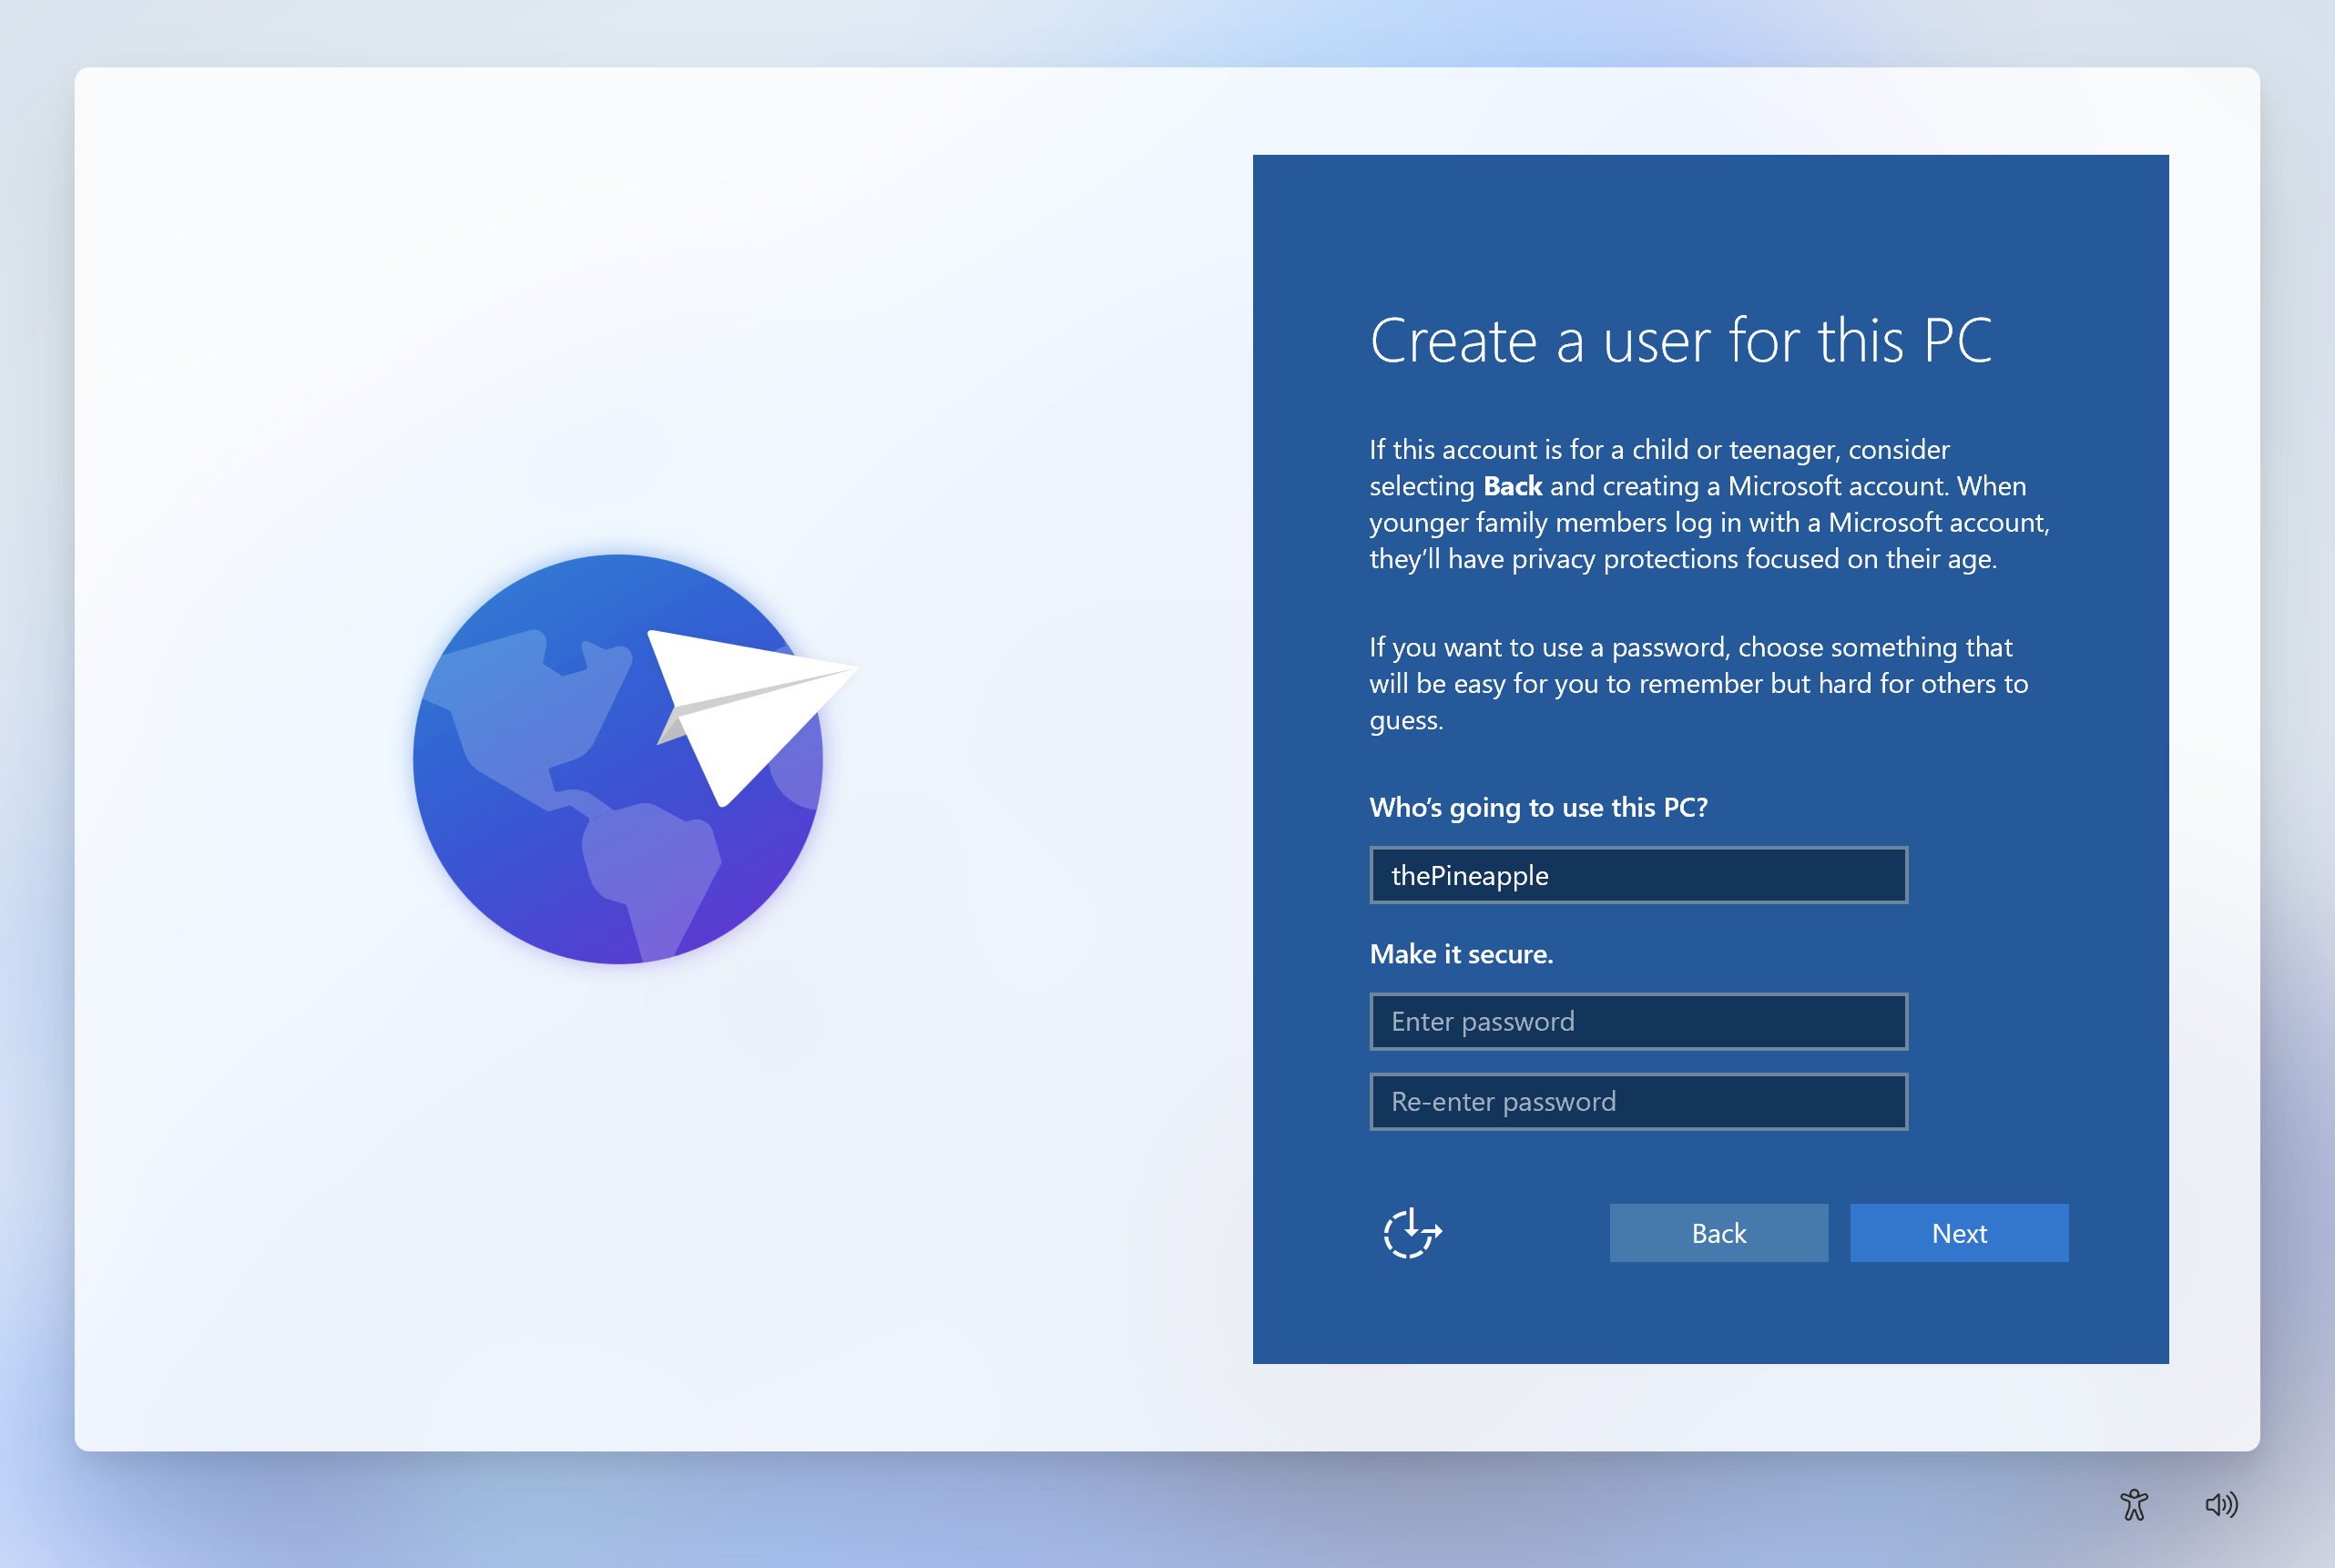 Create a user for this PC
If this account is for a child or teenager, consider
selecting Back and creating a Microsoft account. When
younger family members log in with a Microsoft account,
they’ll have privacy protections focused on their age.
If you want to use a password, choose something that
will be easy for you to remember but hard for others to
guess.
Who’s going to use this PC?
thePineapple
Make it secure.
Enter password
Re-enter password
Back
Next